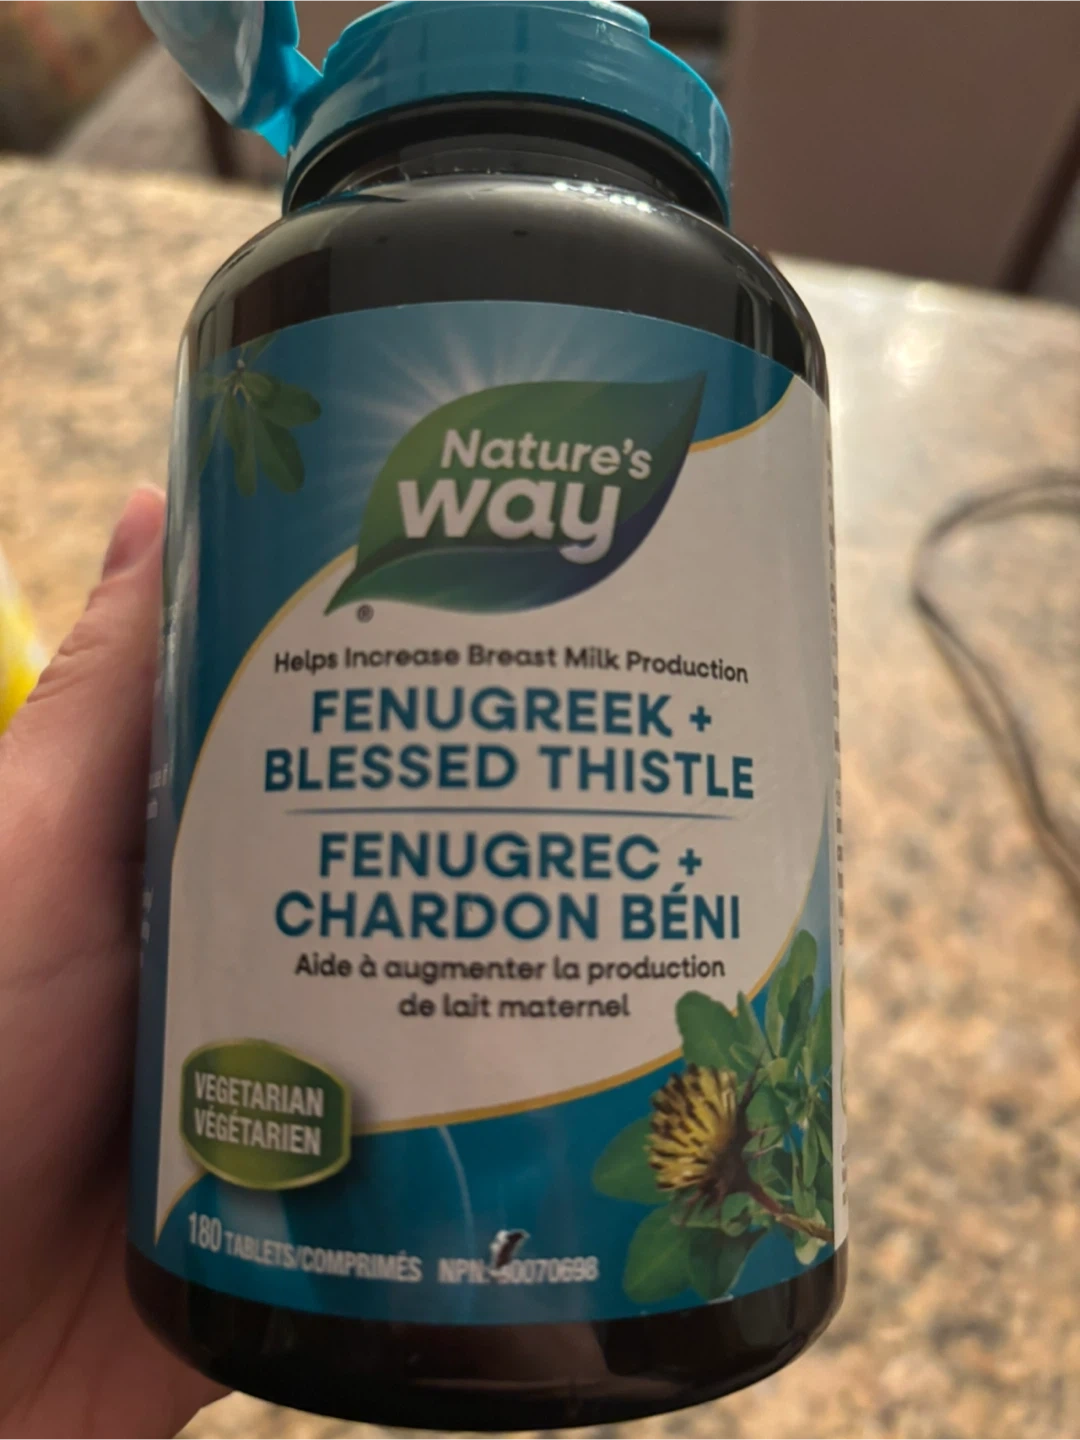 Nature's
way
®
Helps Increase Breast Milk Production
FENUGREEK +
BLESSED THISTLE
FENUGREC +
CHARDON BÉNI
Aide à augmenter la production
de lait maternel
VEGETARIAN
VÉGÉTARIEN
180 TABLETS/COMPRIMÉS NPN: